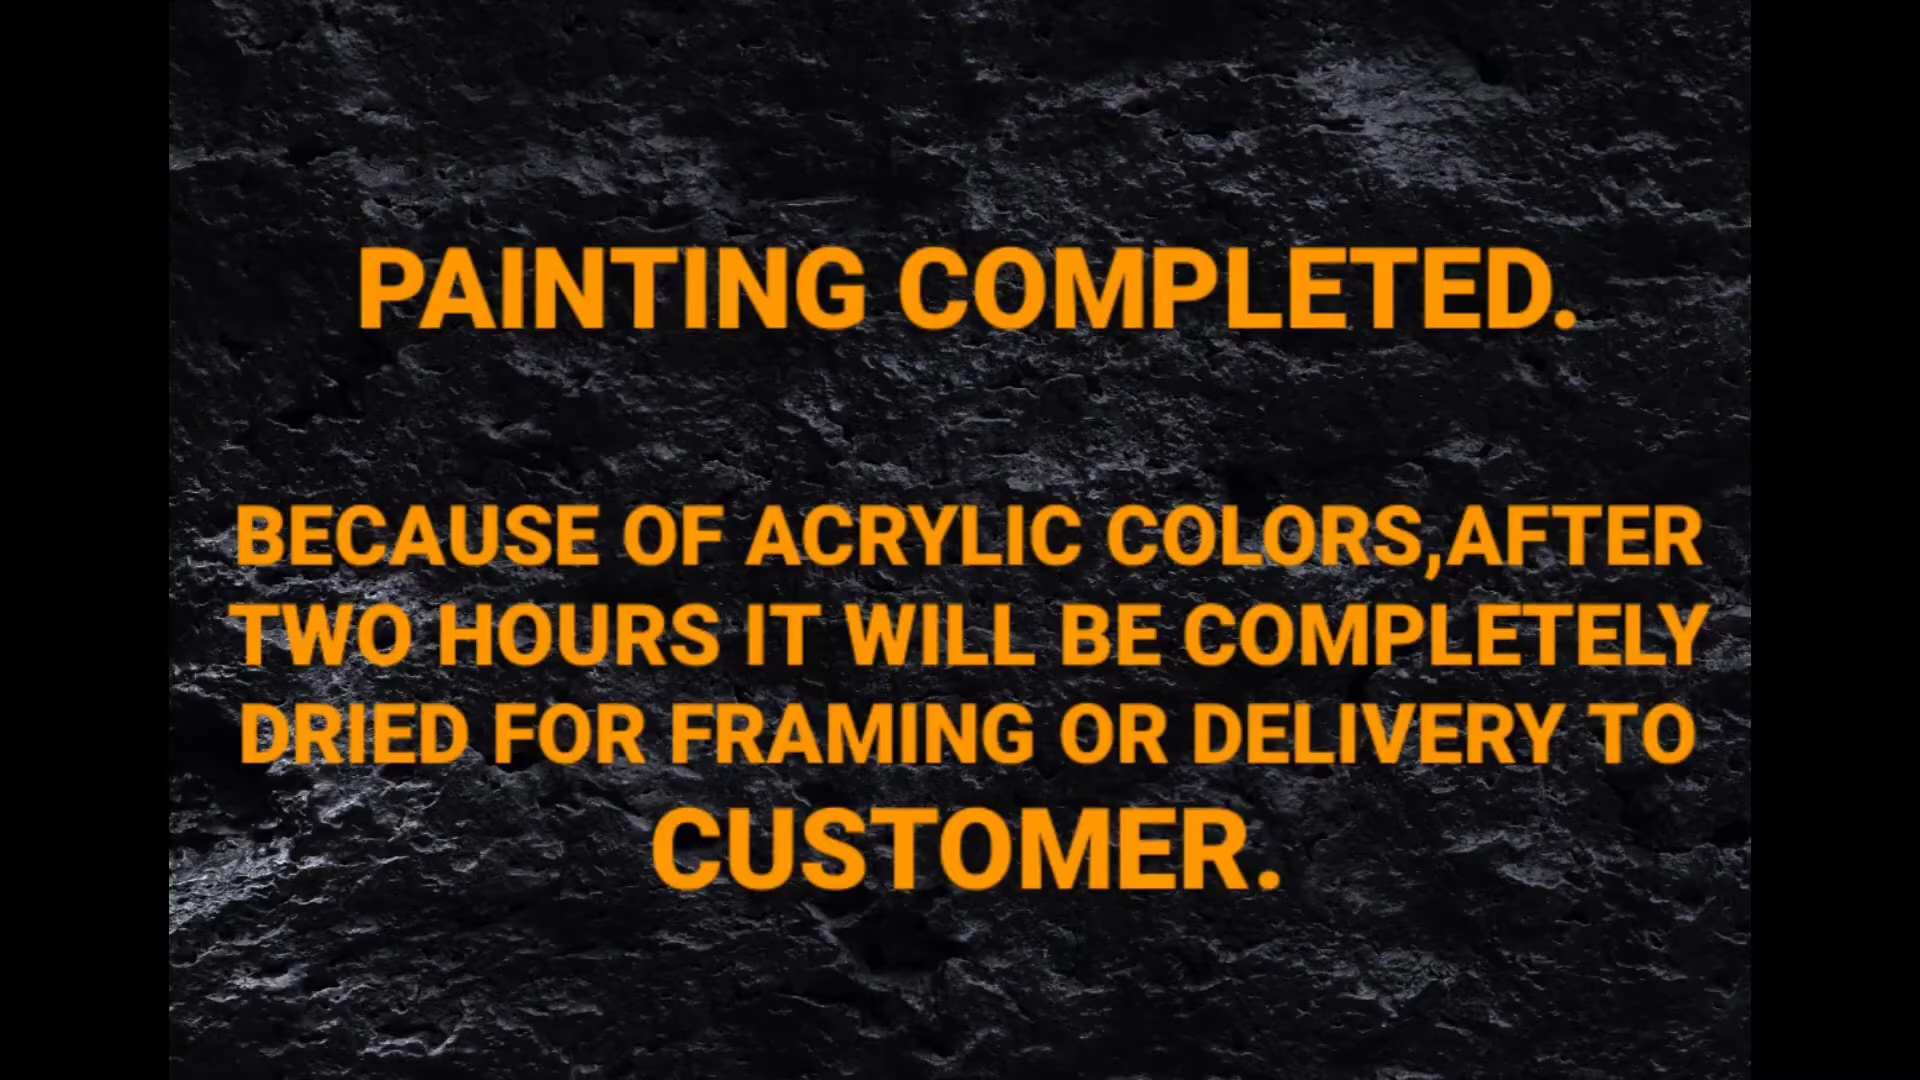 PAINTING COMPLETED.
BECAUSE OF ACRYLIC COLORS,AFTER
TWO HOURS IT WILL BE COMPLETELY
DRIED FOR FRAMING OR DELIVERY TO
CUSTOMER.